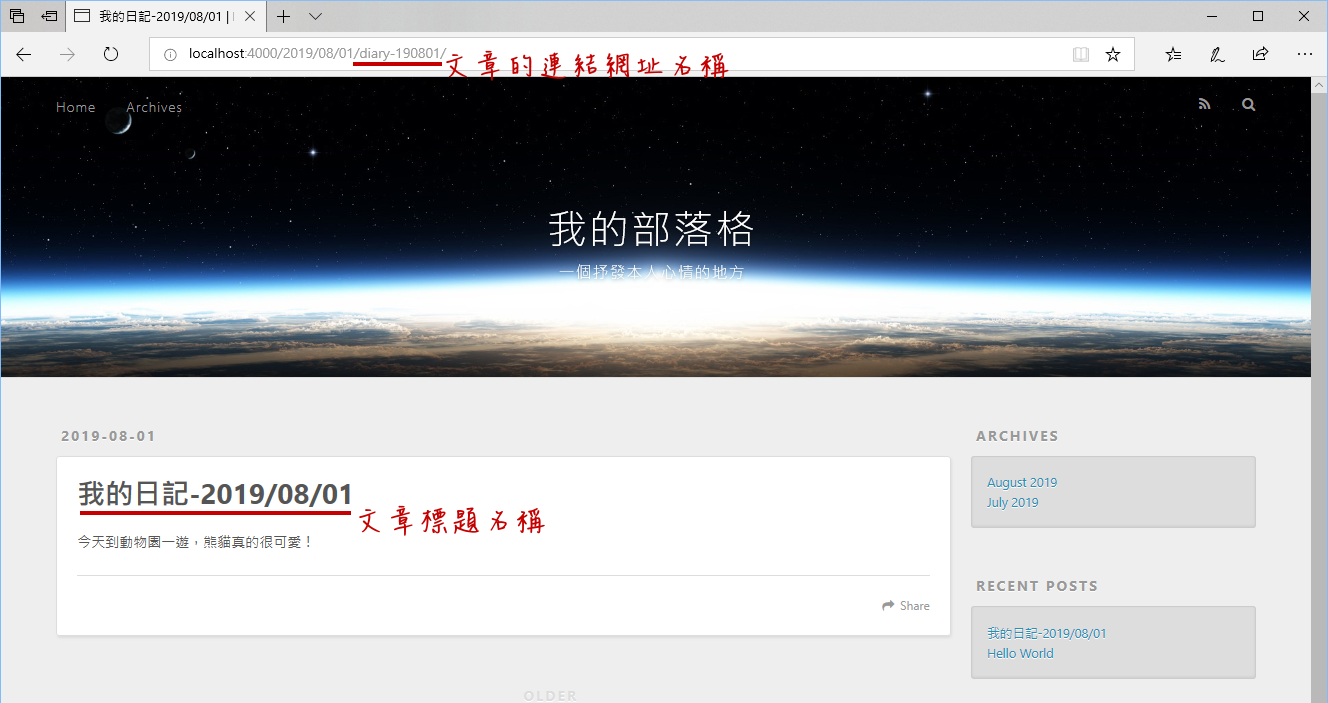 我的日記-2019/08/01 |
localhost:4000/2019/08/01/diary-190801/
文章的連結網址名稱
Home Archives
我的部落格
一個抒發本人心情的地方
2019-08-01
我的日記-2019/08/01
文章標題名稱
今天到動物園一遊，熊貓真的很可愛！
Share
OLDER
ARCHIVES
August 2019
July 2019
RECENT POSTS
我的日記-2019/08/01
Hello World